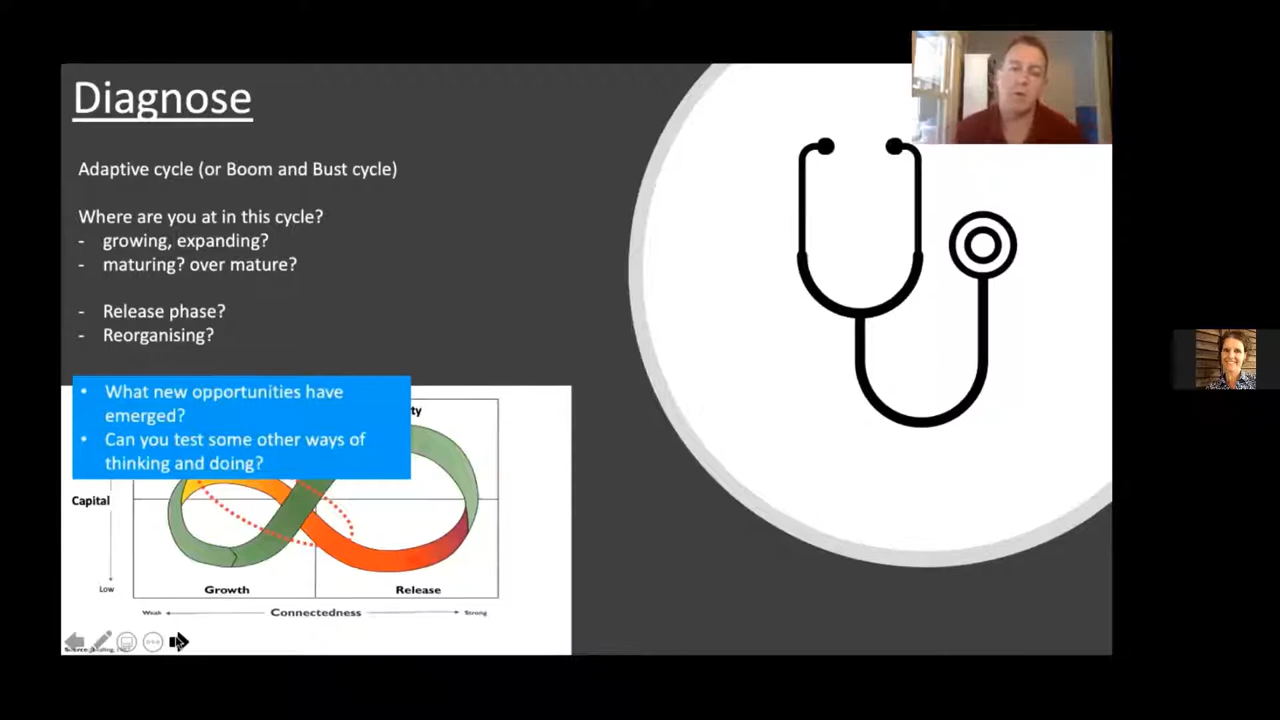 Diagnose
Adaptive cycle (or Boom and Bust cycle)
Where are you at in this cycle?
- growing, expanding?
- maturing? over mature?
- Release phase?
- Reorganising?
• What new opportunities have
emerged?
• Can you test some other ways of
thinking and doing?
ty
Capital
Low
Growth
Release
Weak
Connectedness
Strong